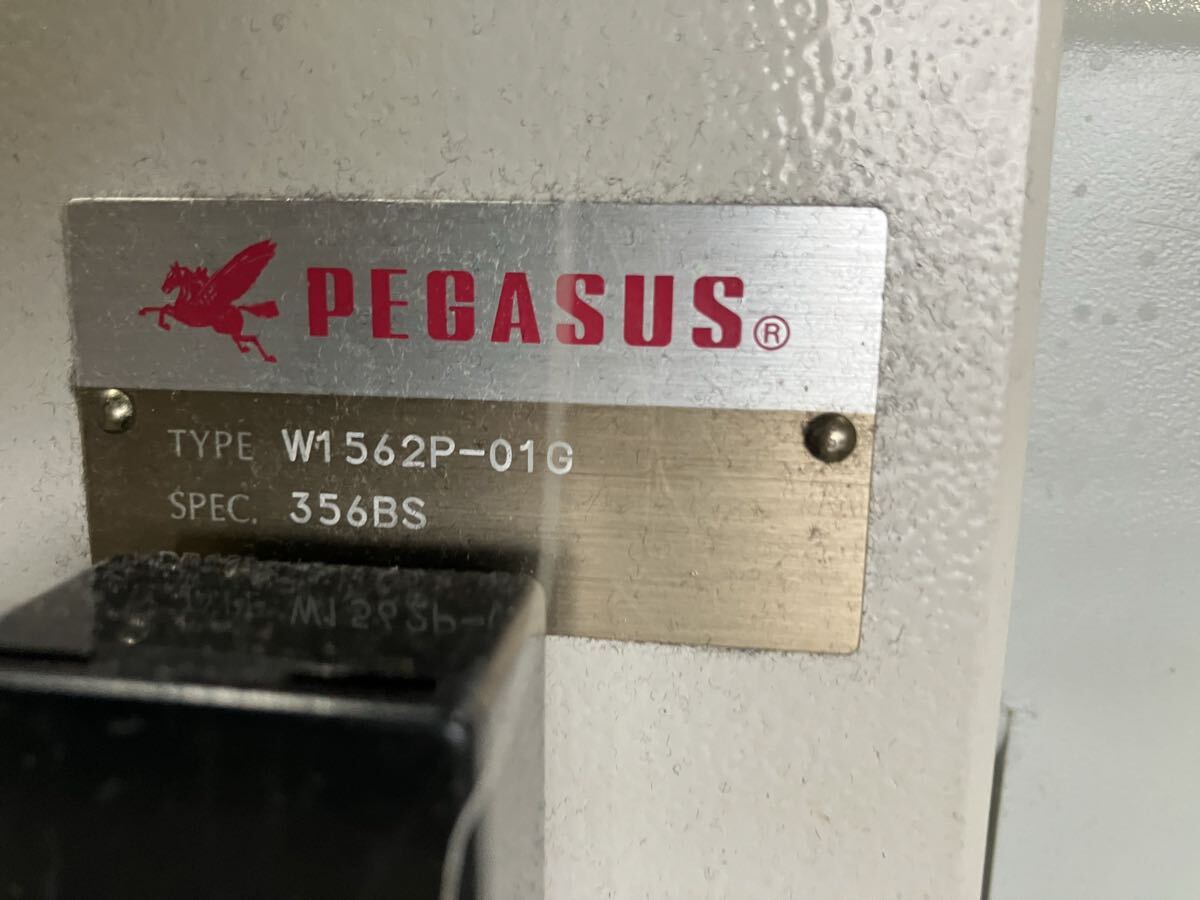 PEGASUS®
TYPE W1562P-01G
SPEC. 356BS